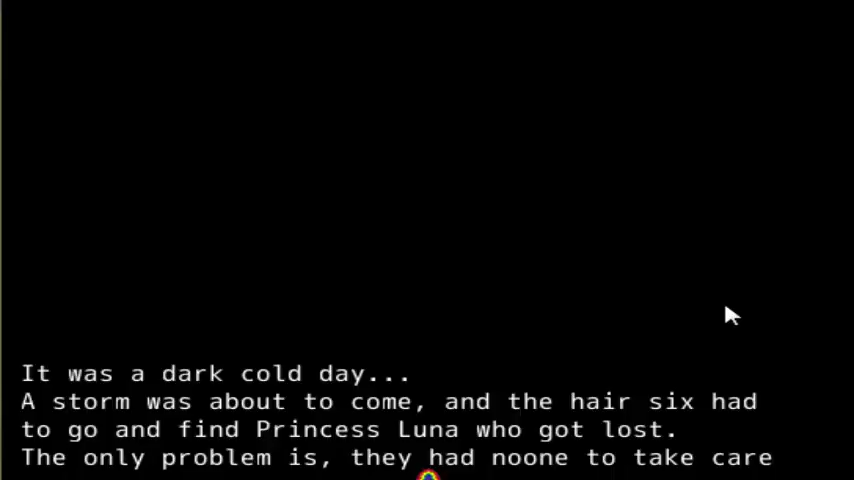 It was a dark cold day...
A storm was about to come, and the hair six had
to go and find Princess Luna who got lost.
The only problem is, they had noone to take care